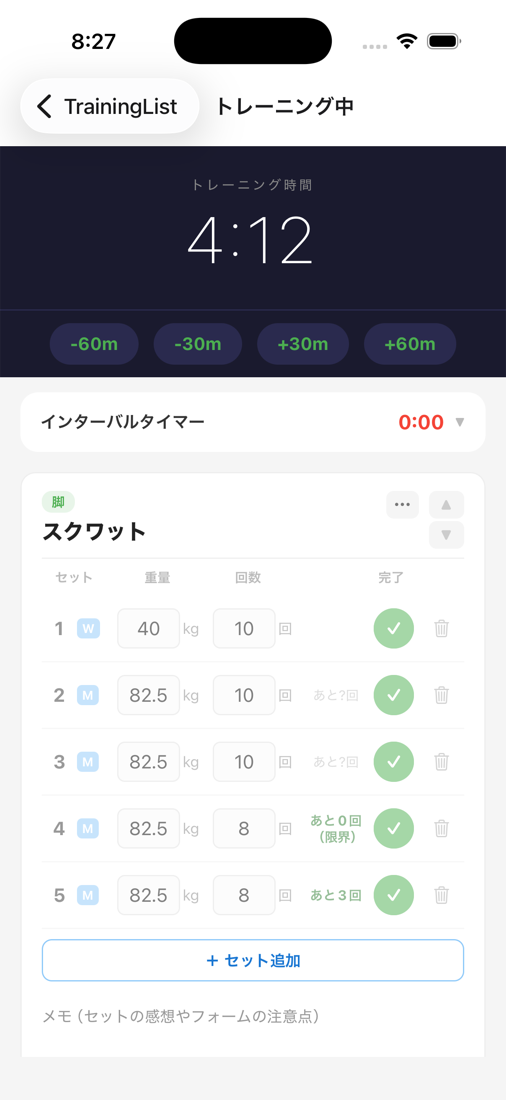 8:27
TrainingList トレーニング中
トレーニング時間
4:12
-60m -30m +30m +60m
インターバルタイマー 0:00 ▼
脚 ... ▲
スクワット ▼
セット 重量 回数 完了
1 W 40 kg 10 回
2 M 82.5 kg 10 回 あと?回
3 M 82.5 kg 10 回 あと?回
4 M 82.5 kg 8 回 あと0回
(限界)
5 M 82.5 kg 8 回 あと3回
+ セット追加
メモ(セットの感想やフォームの注意点)